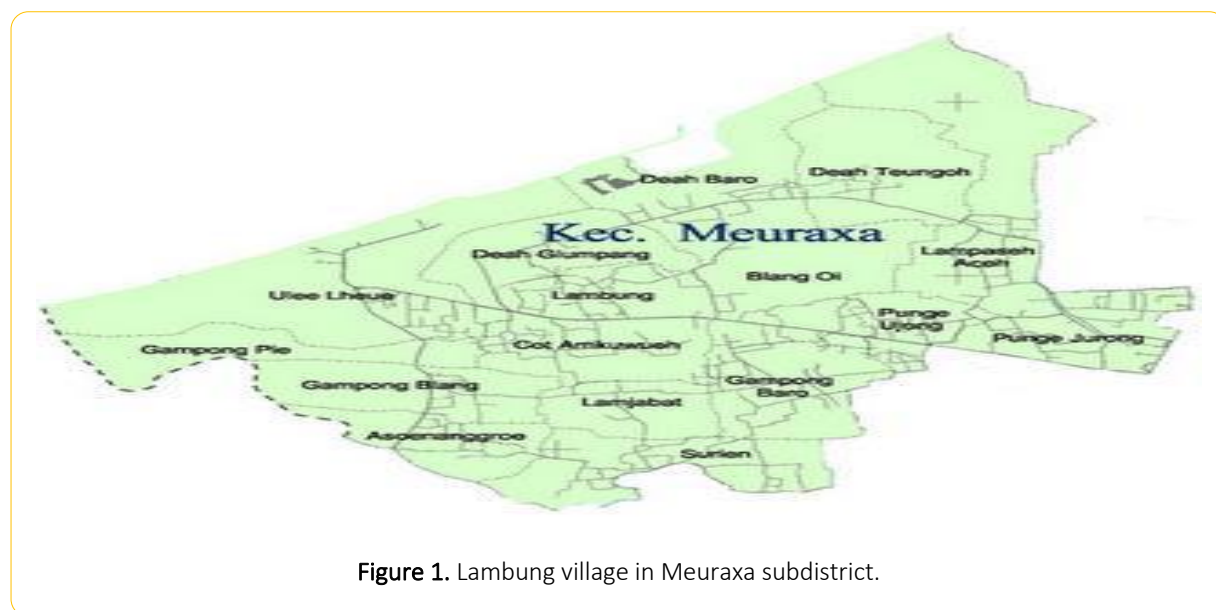 Deah Baro
Deah Teungoh
Kec. Meuraxa
Deah Glumpang
Lampaseh
Aceh
Blang Oi
Ulee Lheue
Lambung
Punge
Ujong
Punge Jurong
Cot Amkuwueh
Gampong Pie
Gampong Blang
Gampong
Baro
Lamjabat
Asoenanggroe
Surien
Figure 1. Lambung village in Meuraxa subdistrict.